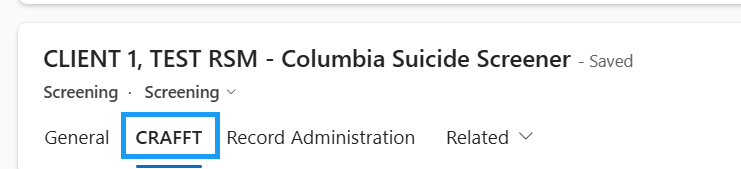 CLIENT 1, TEST RSM - Columbia Suicide Screener - Saved
Screening · Screening
General CRAFFT Record Administration Related